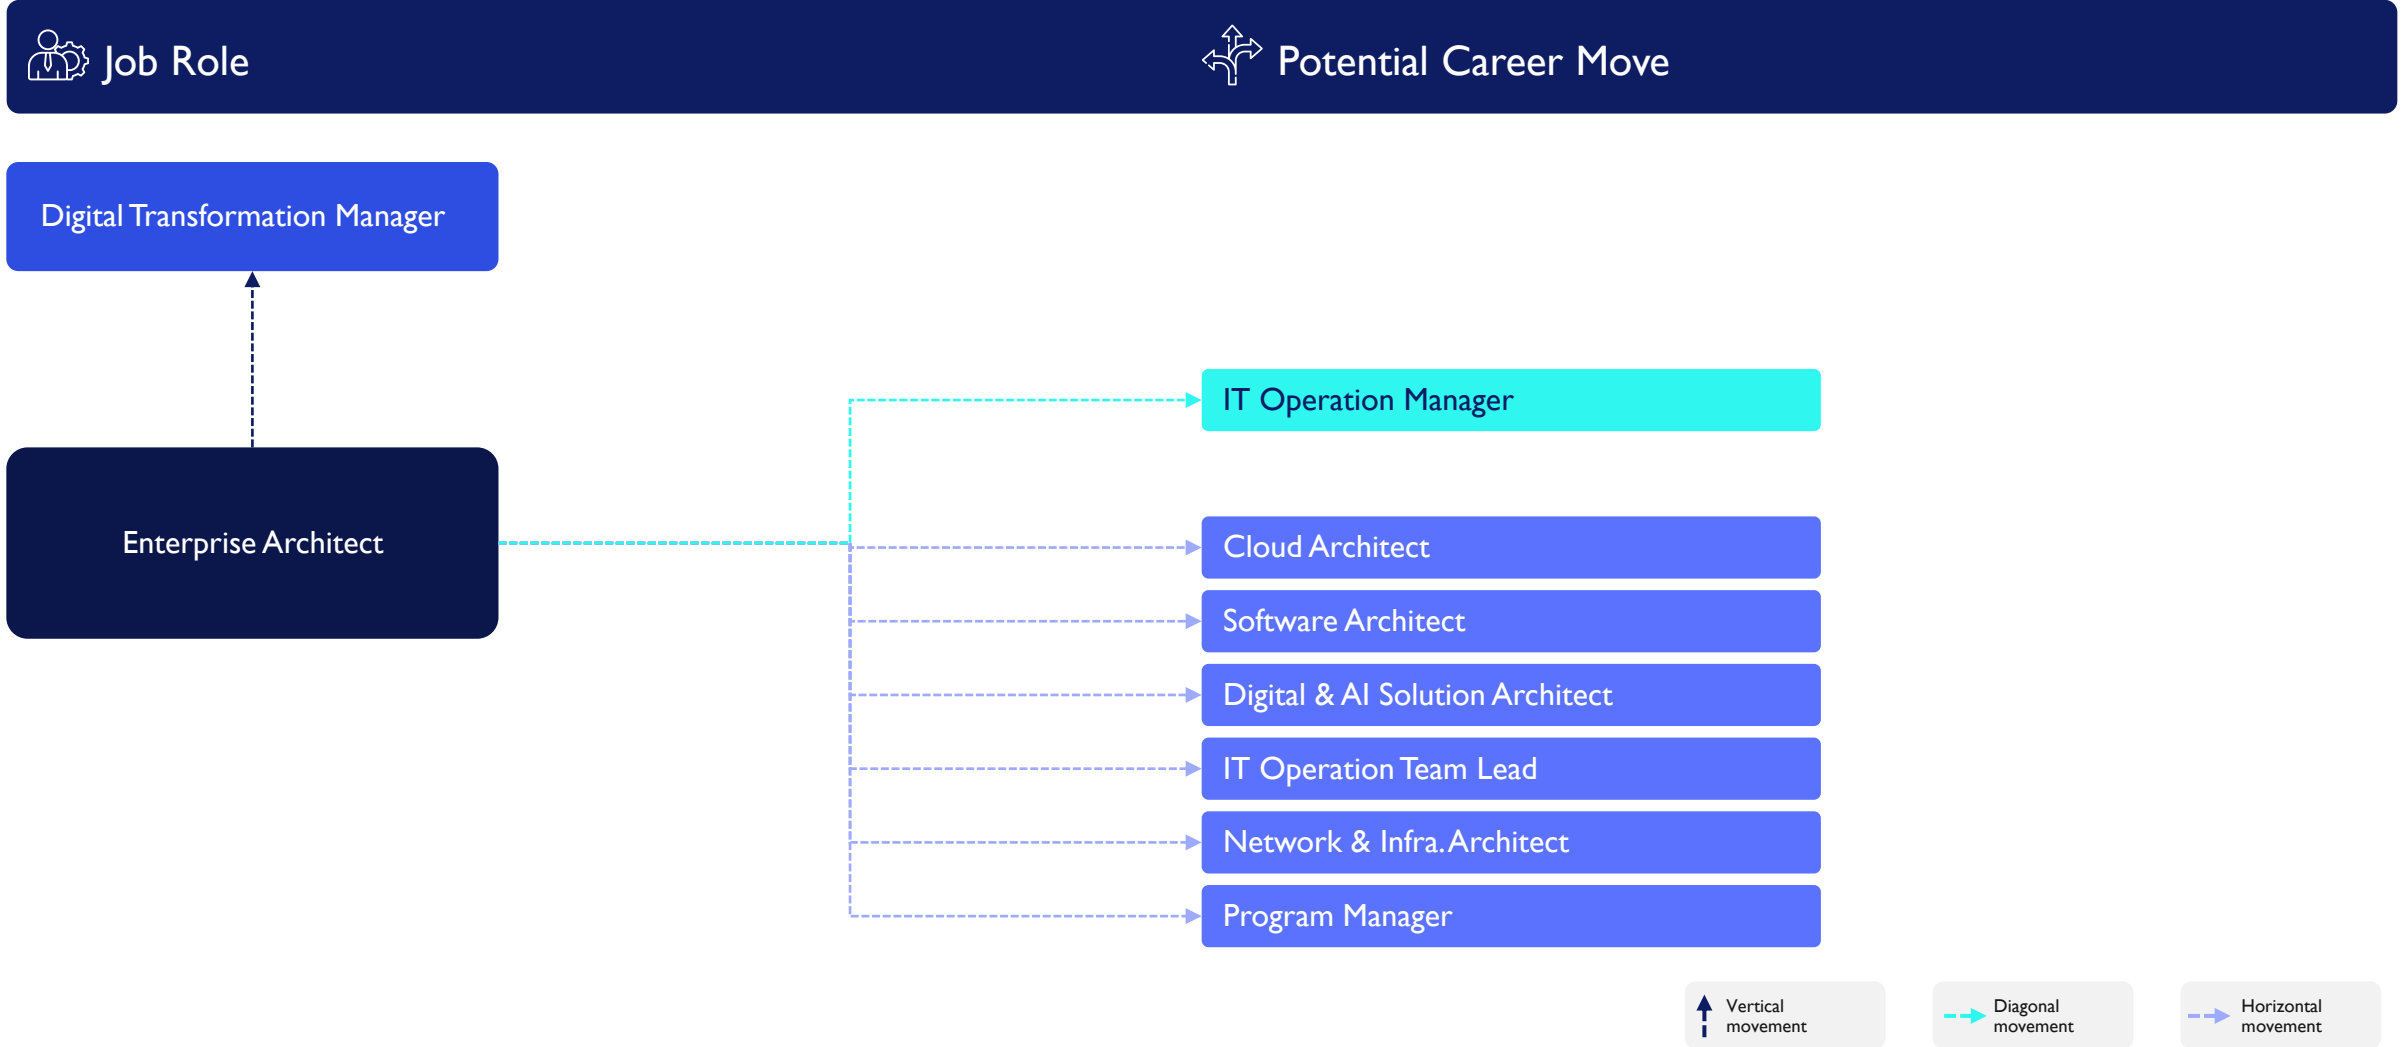 Job Role
Potential Career Move
Digital Transformation Manager
IT Operation Manager
Enterprise Architect
Cloud Architect
Software Architect
Digital & AI Solution Architect
IT Operation Team Lead
Network & Infra. Architect
Program Manager
Vertical
movement
Diagonal
movement
Horizontal
movement